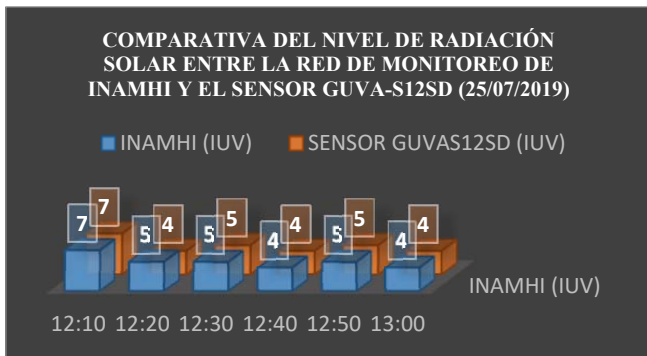 COMPARATIVA DEL NIVEL DE RADIACIÓN
SOLAR ENTRE LA RED DE MONITOREO DE
INAMHI Y EL SENSOR GUVA-S12SD (25/07/2019)
INAMHI (IUV) SENSOR GUVAS12SD (IUV)
7 5 5 4 5 4
7 4 5 4 5 4
INAMHI (IUV)
12:10 12:20 12:30 12:40 12:50 13:00